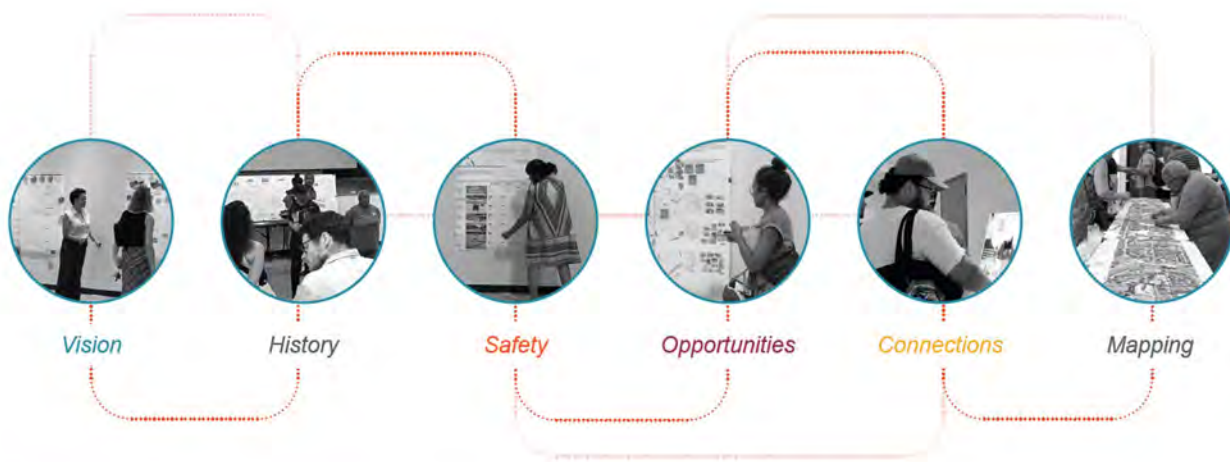 Vision
History
Safety
Opportunities
Connections
Mapping